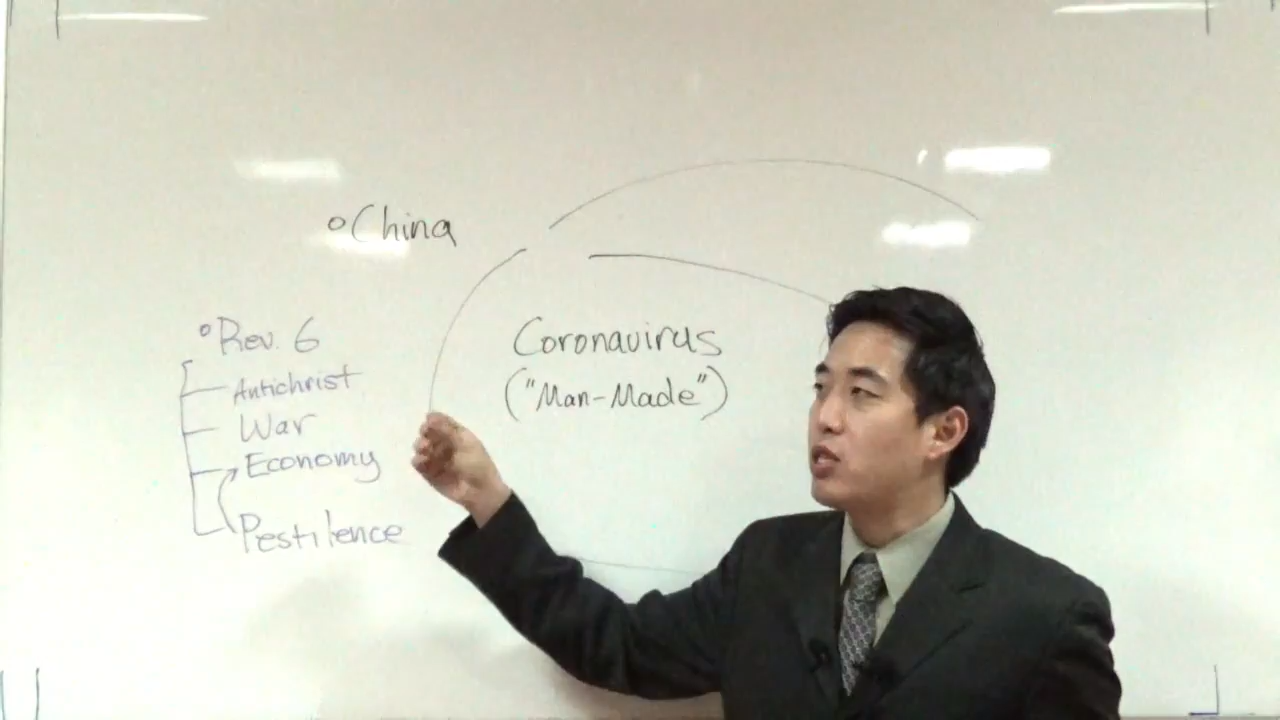 °China
°Rev. 6
Antichrist
War
Economy
Pestilence
Coronavirus
("Man-Made")